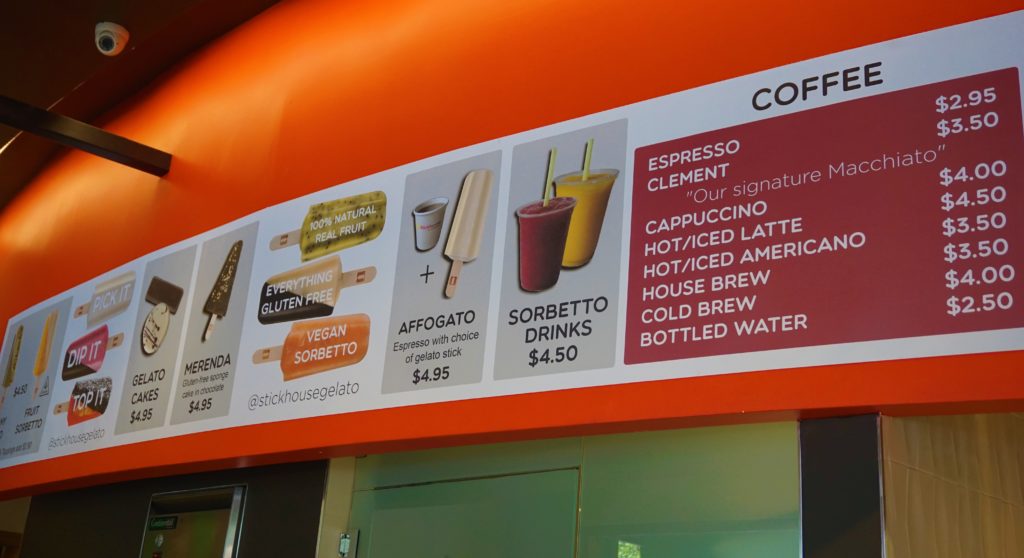 $4.50
FRUIT
SORBETTO
PICK IT
DIP IT
TOP IT
@stickhousegelato
GELATO
CAKES
$4.95
MERENDA
Gluten-free sponge
cake in chocolate
$4.95
100% NATURAL
REAL FRUIT
EVERYTHING
GLUTEN FREE
VEGAN
SORBETTO
@stickhousegelato
+
AFFOGATO
Espresso with choice
of gelato stick
$4.95
SORBETTO
DRINKS
$4.50
COFFEE
ESPRESSO $2.95
CLEMENT $3.50
"Our signature Macchiato"
CAPPUCCINO $4.00
HOT/ICED LATTE $4.50
HOT/ICED AMERICANO $3.50
HOUSE BREW $3.50
COLD BREW $4.00
BOTTLED WATER $2.50